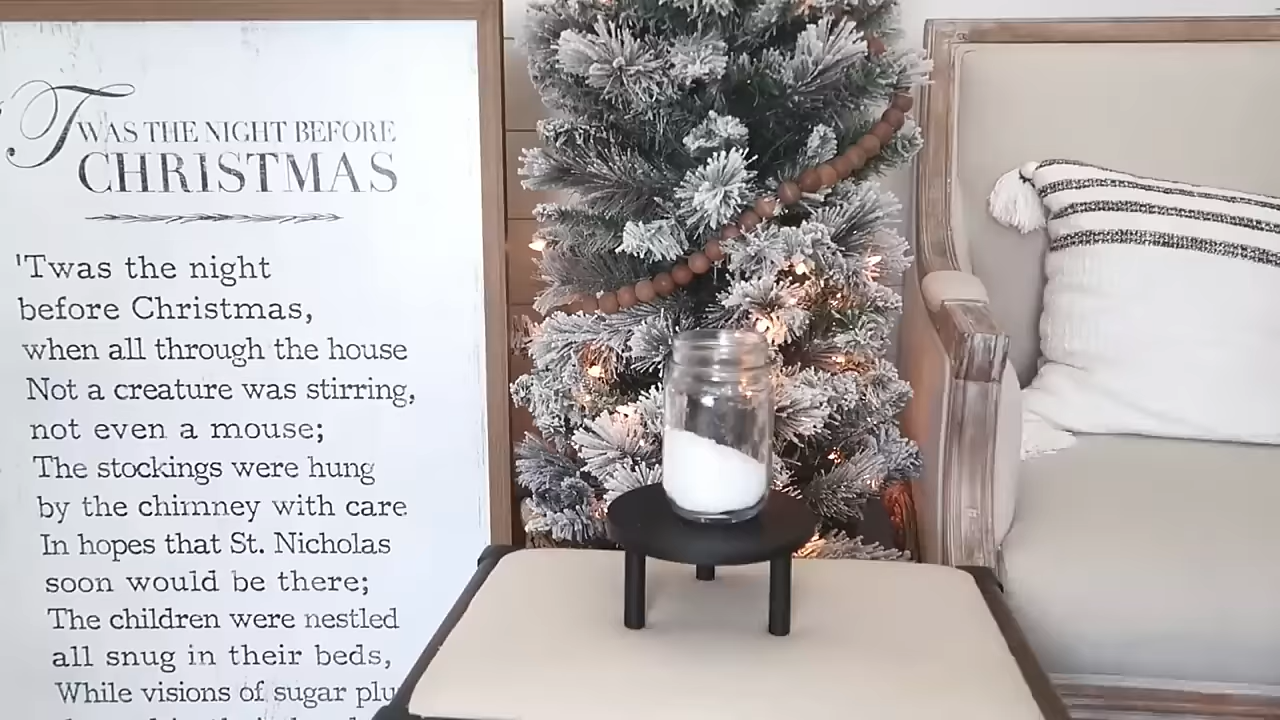 'TWAS THE NIGHT BEFORE
CHRISTMAS
'Twas the night
before Christmas,
when all through the house
Not a creature was stirring,
not even a mouse;
The stockings were hung
by the chimney with care
In hopes that St. Nicholas
soon would be there;
The children were nestled
all snug in their beds,
While visions of sugar plu